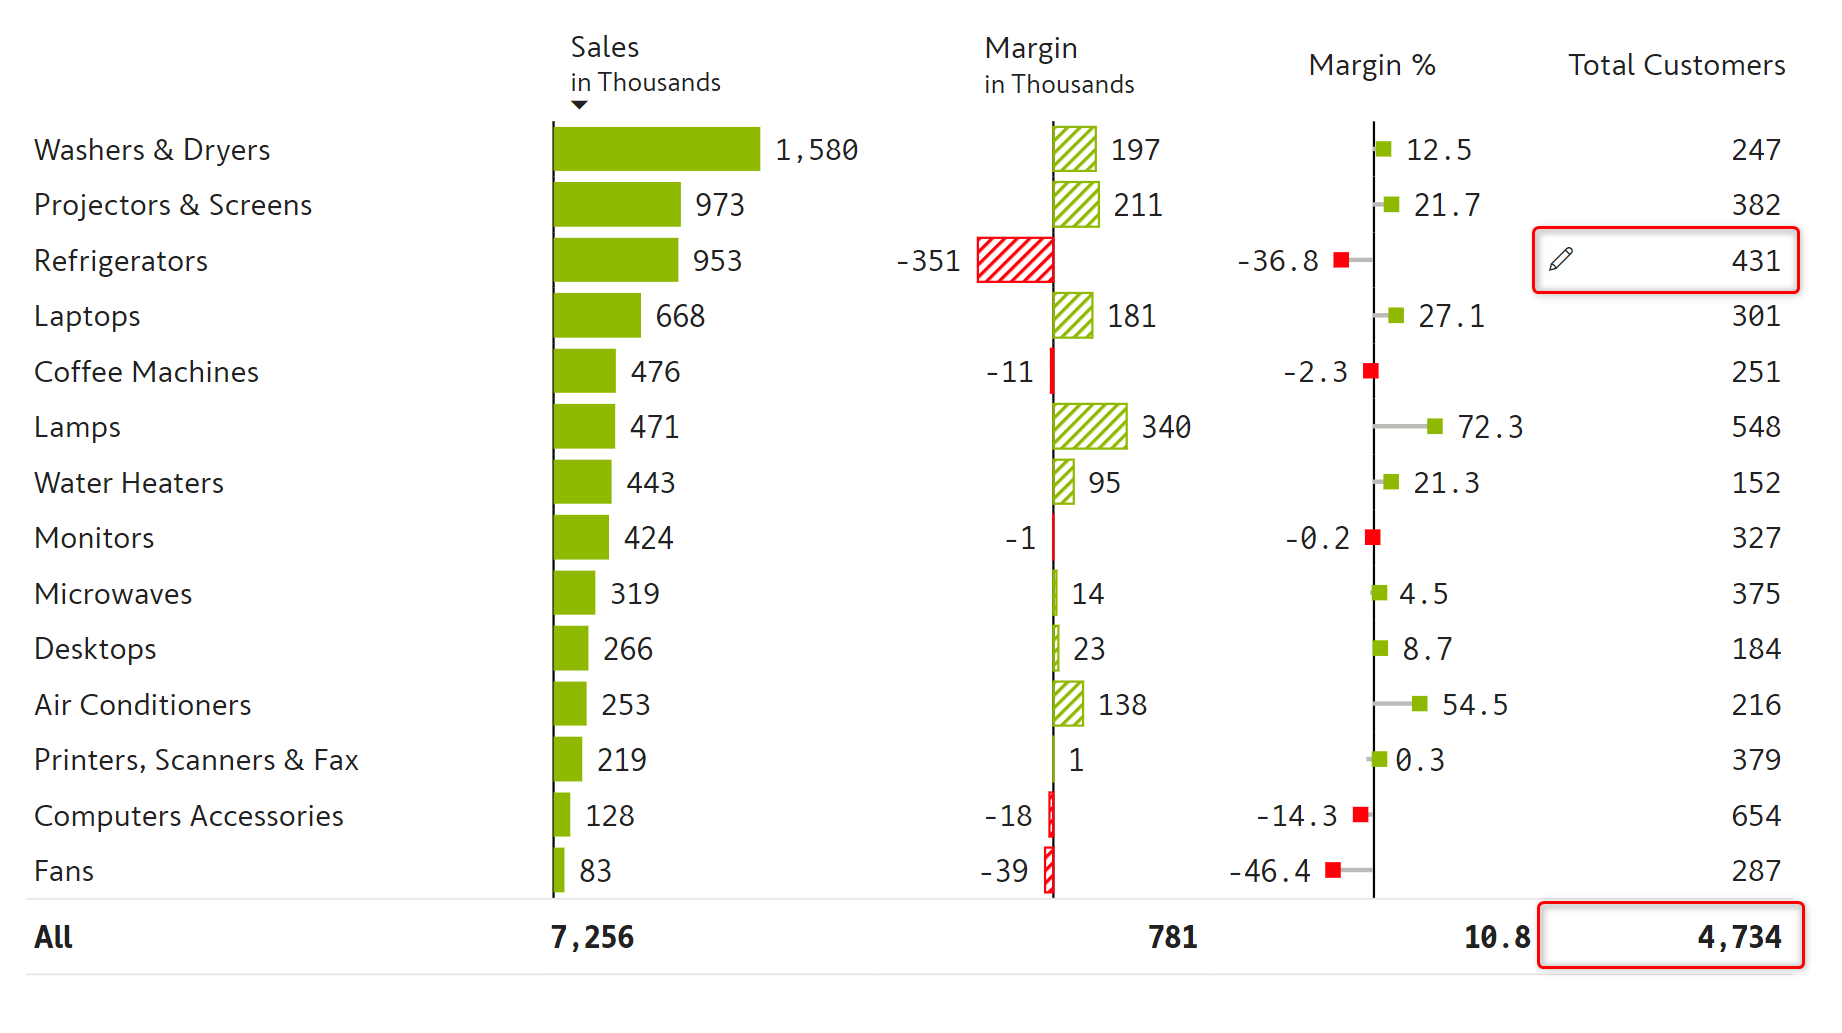 Sales Margin Margin % Total Customers
in Thousands in Thousands
Washers & Dryers 1,580 197 12.5 247
Projectors & Screens 973 211 21.7 382
Refrigerators 953 -351 -36.8 431
Laptops 668 181 27.1 301
Coffee Machines 476 -11 -2.3 251
Lamps 471 340 72.3 548
Water Heaters 443 95 21.3 152
Monitors 424 -1 -0.2 327
Microwaves 319 14 4.5 375
Desktops 266 23 8.7 184
Air Conditioners 253 138 54.5 216
Printers, Scanners & Fax 219 1 0.3 379
Computers Accessories 128 -18 -14.3 654
Fans 83 -39 -46.4 287
All 7,256 781 10.8 4,734